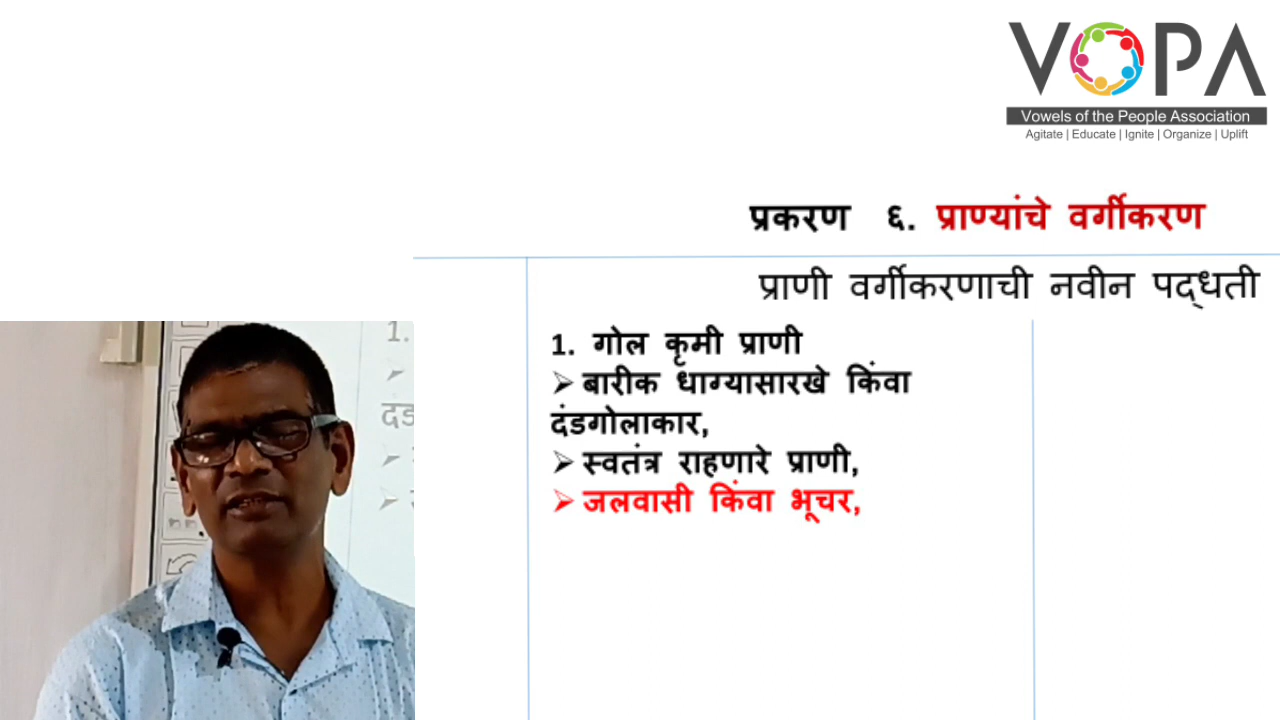 VOPA
Vowels of the People Association
Agitate | Educate | Ignite | Organize | Uplift
प्रकरण ६. प्राण्यांचे वर्गीकरण
प्राणी वर्गीकरणाची नवीन पद्धती
1. गोल कृमी प्राणी
➢ बारीक धाग्यासारखे किंवा
दंडगोलाकार,
➢ स्वतंत्र राहणारे प्राणी,
➢ जलवासी किंवा भूचर,
1.
➢
दंड
➢
➢